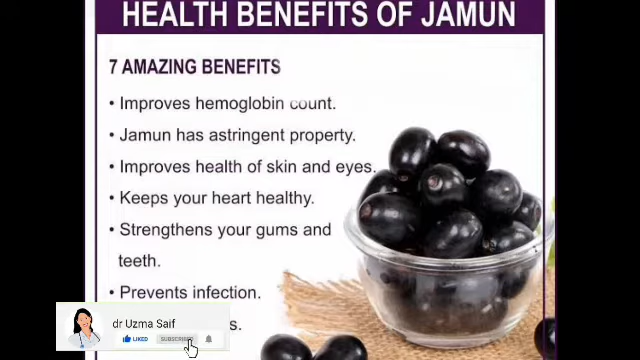 HEALTH BENEFITS OF JAMUN
7 AMAZING BENEFITS
• Improves hemoglobin count.
• Jamun has astringent property.
• Improves health of skin and eyes.
• Keeps your heart healthy.
• Strengthens your gums and
teeth.
• Prevents infection.
dr Uzma Saif
LIKED SUBSCRIBED